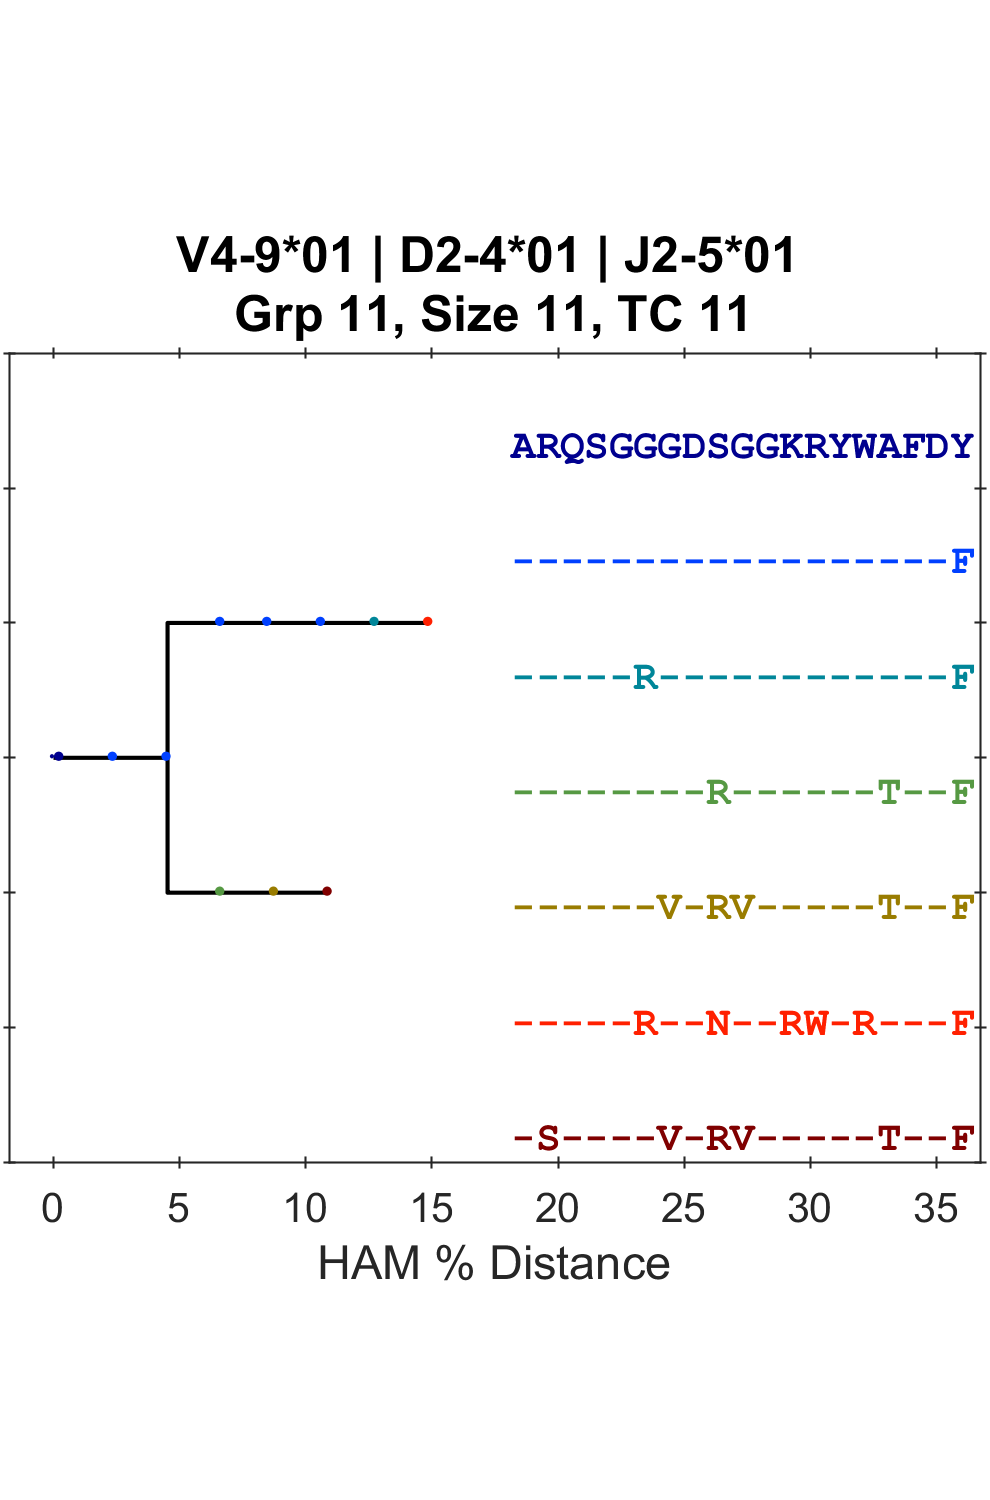 V4-9*01 | D2-4*01 | J2-5*01
Grp 11, Size 11, TC 11
ARQSGGGDSGGKRYWAFDY
------------------F
-----R------------F
--------R------T--F
------V-RV-----T--F
-----R--N--RW-R---F
-S----V-RV-----T--F
0 5 10 15 20 25 30 35
HAM % Distance